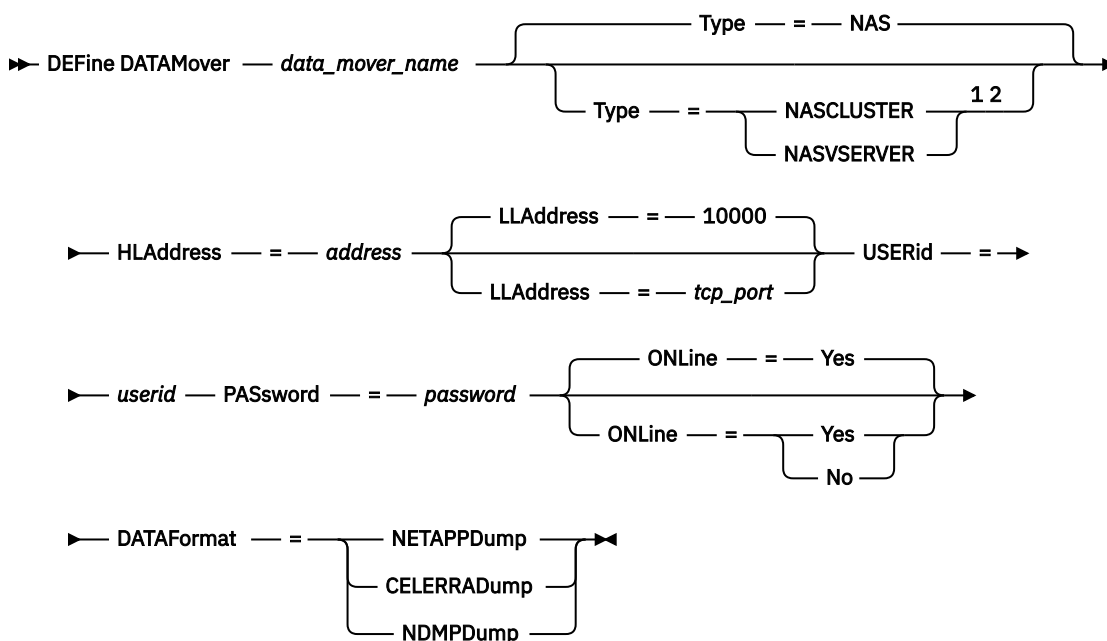 Type = NAS
DEFine DATAMover data_mover_name
Type = NASCLUSTER 1 2
NASVSERVER
LLAddress = 10000
HLAddress = address USERid =
LLAddress = tcp_port
ONLine = Yes
userid PASsword = password
ONLine = Yes
No
DATAFormat = NETAPPDump
CELERRADump
NDMPDump